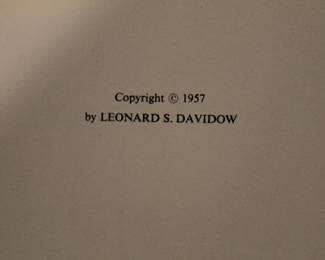 Copyright © 1957
by LEONARD S. DAVIDOW